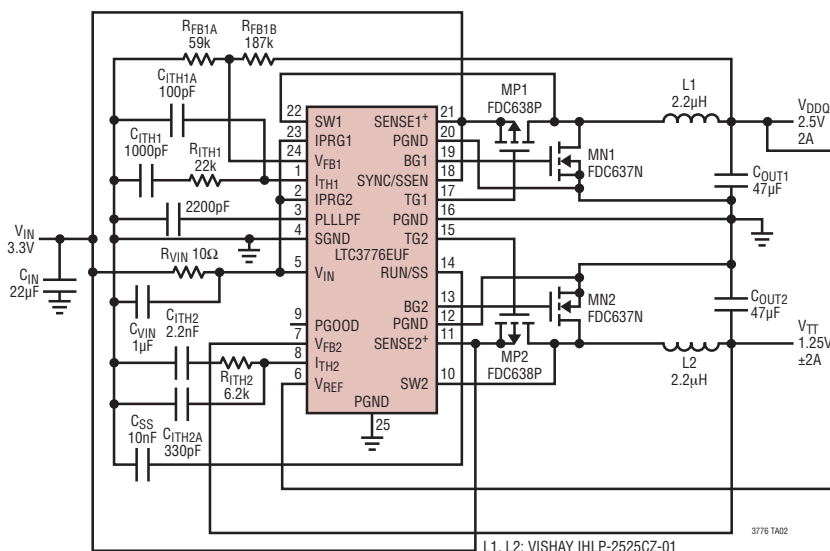 RFB1A
59k
RFB1B
187k
CITH1A
100pF
CITH1
1000pF
RITH1
22k
2200pF
VIN
3.3V
CIN
22µF
RVIN 10Ω
CVIN
1µF
CITH2
2.2nF
RITH2
6.2k
CITH2A
330pF
CSS
10nF
22
23
24
1
2
3
4
5
9
7
8
6
SW1
IPRG1
VFB1
ITH1
IPRG2
PLLLPF
SGND
VIN
PGOOD
VFB2
ITH2
VREF
LTC3776EUF
PGND
25
SENSE1+
PGND
BG1
SYNC/SSEN
TG1
PGND
TG2
RUN/SS
BG2
PGND
SENSE2+
SW2
21
20
19
18
17
16
15
14
13
12
11
10
MP1
FDC638P
MN1
FDC637N
L1
2.2µH
VDDQ
2.5V
2A
COUT1
47µF
MN2
FDC637N
MP2
FDC638P
COUT2
47µF
L2
2.2µH
VTT
1.25V
±2A
3776 TA02
L1, L2: VISHAY IHLP-2525CZ-01